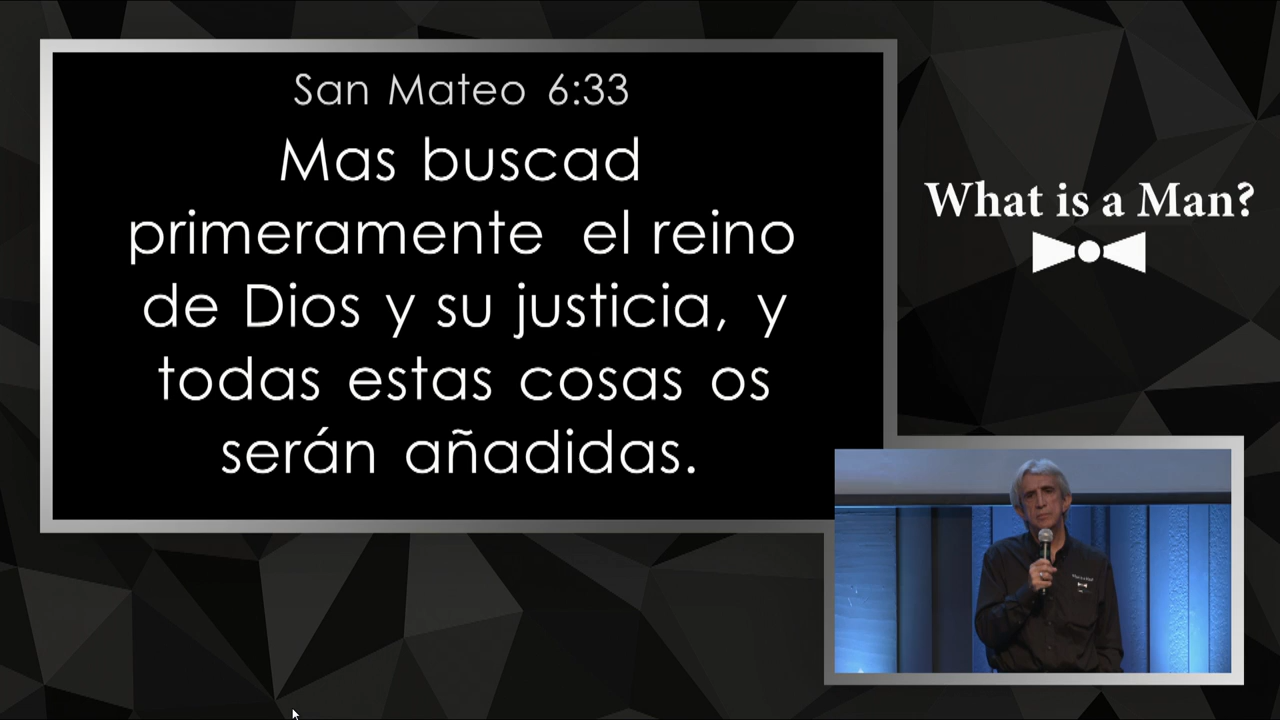 San Mateo 6:33
Mas buscad
primeramente el reino
de Dios y su justicia, y
todas estas cosas os
serán añadidas.
What is a Man?